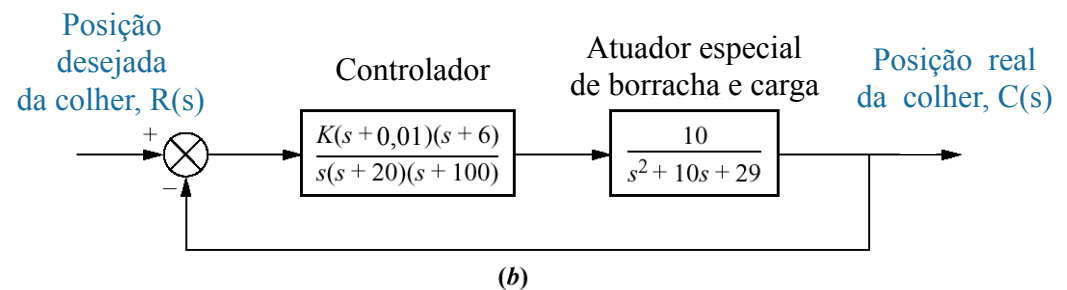 Posição
desejada
da colher, R(s)
Controlador
Atuador especial
de borracha e carga
Posição real
da colher, C(s)
+
−
K(s + 0,01)(s + 6)
s(s + 20)(s + 100)
10
s² + 10s + 29
(b)